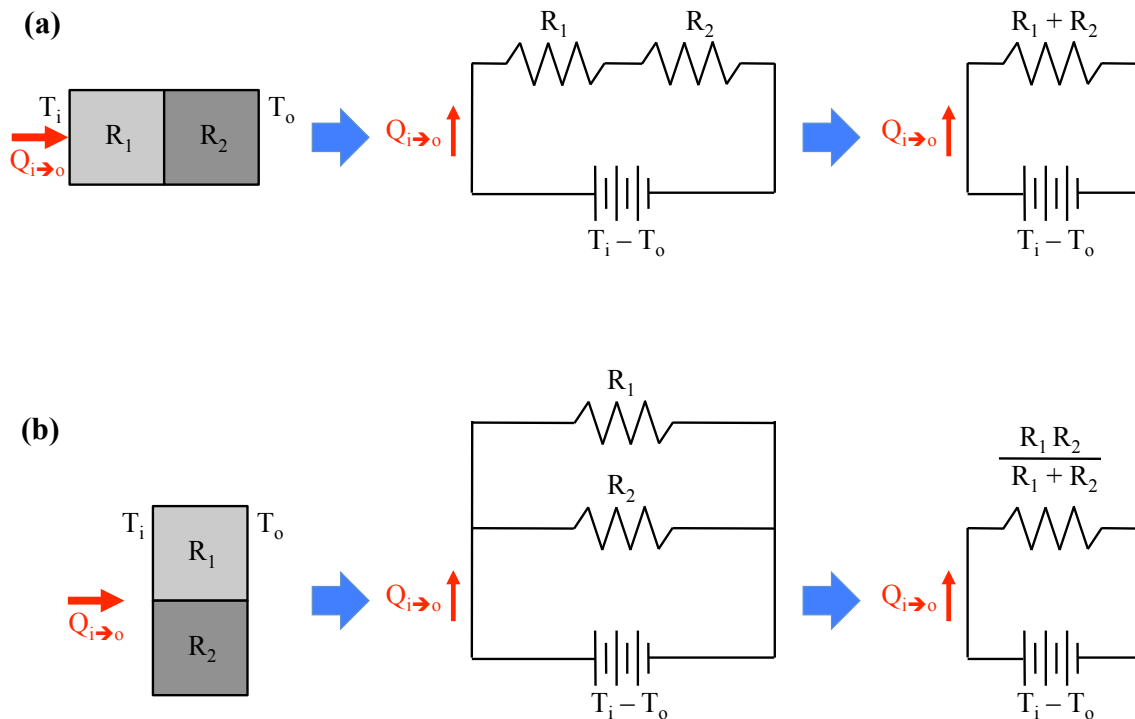 (a)
R₁ R₂ R₁ + R₂
Tᵢ Tₒ
R₁ R₂
Qᵢ➔ₒ Qᵢ➔ₒ Qᵢ➔ₒ
Tᵢ – Tₒ Tᵢ – Tₒ
(b)
R₁
R₁ R₂
R₂ R₁ + R₂
Tᵢ Tₒ
R₁
Qᵢ➔ₒ Qᵢ➔ₒ Qᵢ➔ₒ
R₂
Tᵢ – Tₒ Tᵢ – Tₒ